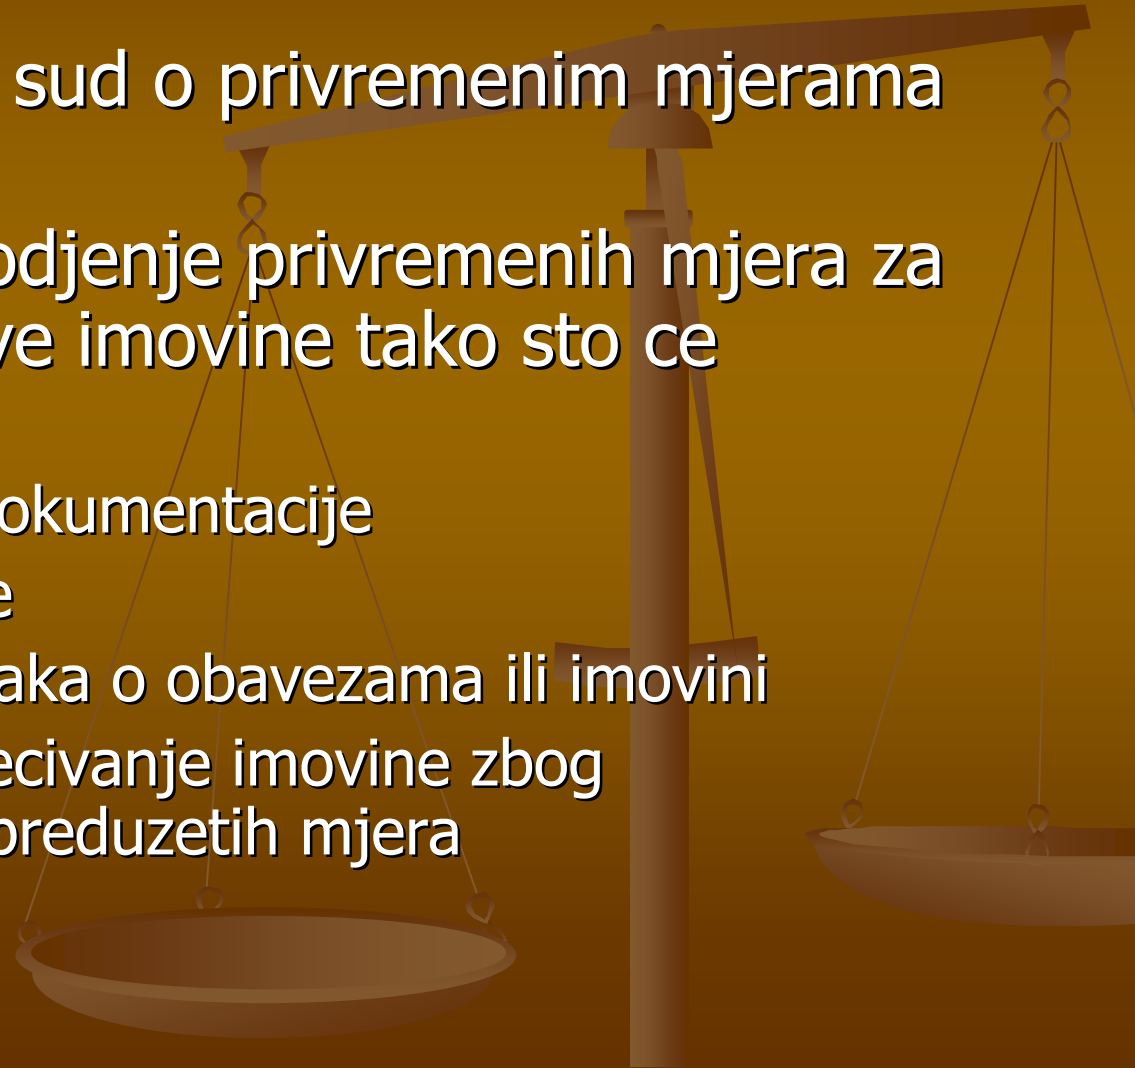 sud o privremenim mjerama
odjenje privremenih mjera za
ve imovine tako sto ce
okumentacije
e
aka o obavezama ili imovini
ecivanje imovine zbog
preduzetih mjera